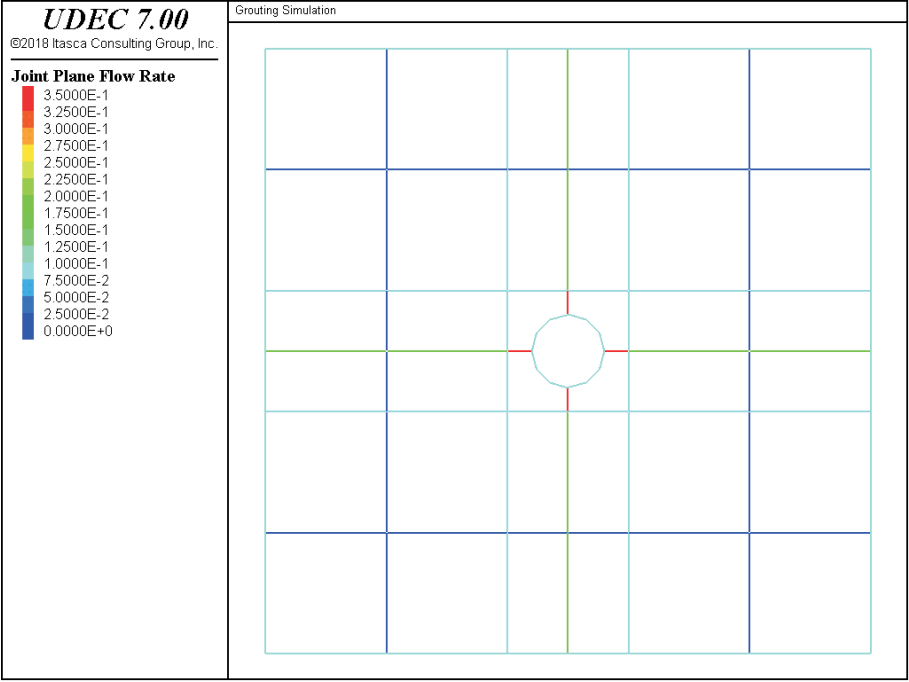 UDEC 7.00
©2018 Itasca Consulting Group, Inc.
Joint Plane Flow Rate
3.5000E-1
3.2500E-1
3.0000E-1
2.7500E-1
2.5000E-1
2.2500E-1
2.0000E-1
1.7500E-1
1.5000E-1
1.2500E-1
1.0000E-1
7.5000E-2
5.0000E-2
2.5000E-2
0.0000E+0
Grouting Simulation